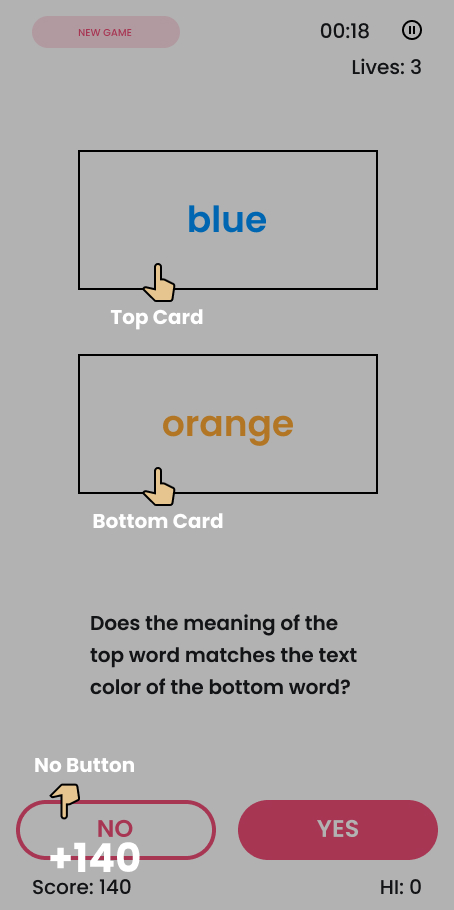 NEW GAME
00:18
Lives: 3
blue
Top Card
orange
Bottom Card
Does the meaning of the
top word matches the text
color of the bottom word?
No Button
NO
YES
+140
Score: 140
HI: 0